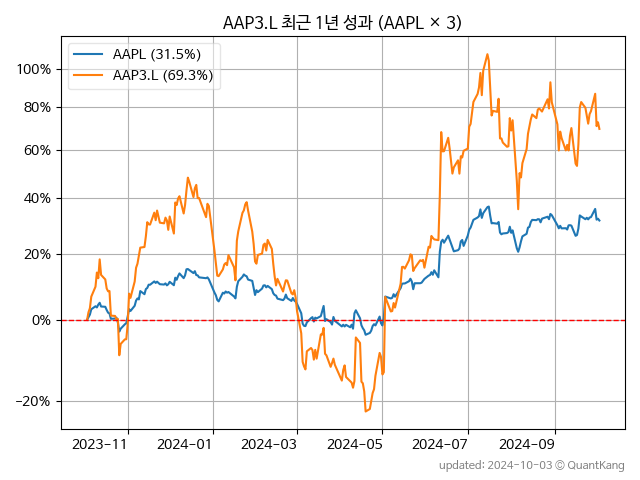 AAP3.L 최근 1년 성과 (AAPL × 3)
AAPL (31.5%)
AAP3.L (69.3%)
100%
80%
60%
40%
20%
0%
−20%
2023−11 2024−01 2024−03 2024−05 2024−07 2024−09
updated: 2024-10-03 © QuantKang